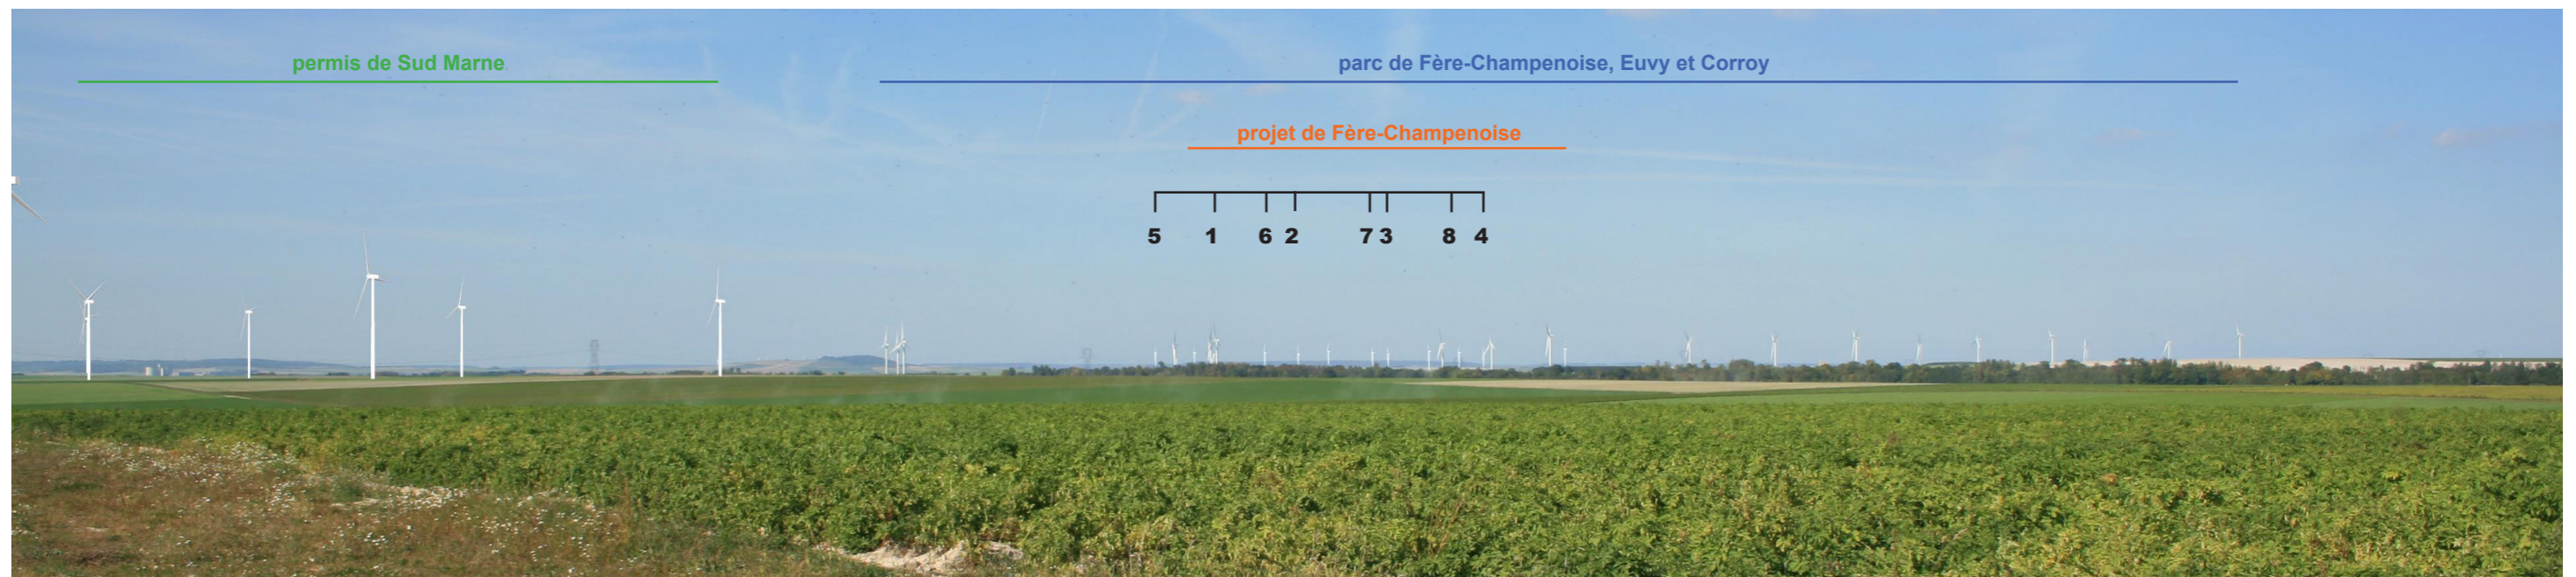 permis de Sud Marne
parc de Fère-Champenoise, Euvy et Corroy
projet de Fère-Champenoise
5 1 6 2 7 3 8 4